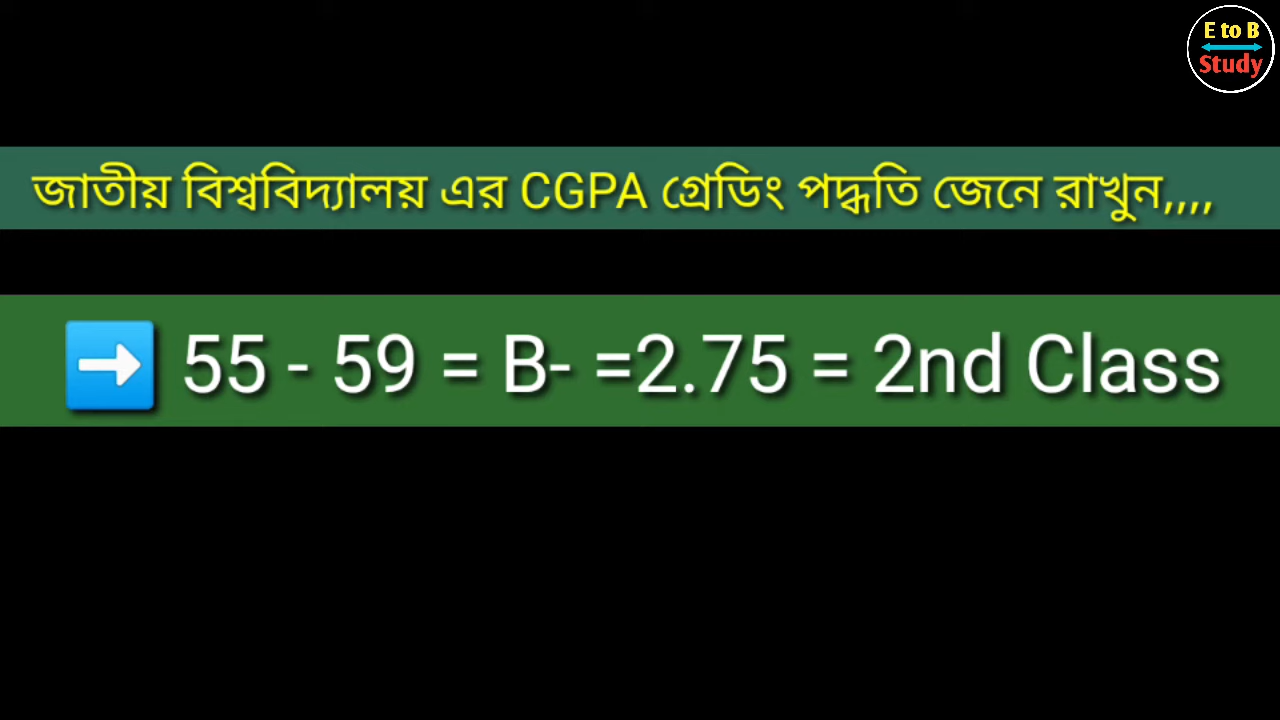 E to B
Study
জাতীয় বিশ্ববিদ্যালয় এর CGPA গ্রেডিং পদ্ধতি জেনে রাখুন,,,,
➡ 55 - 59 = B- =2.75 = 2nd Class